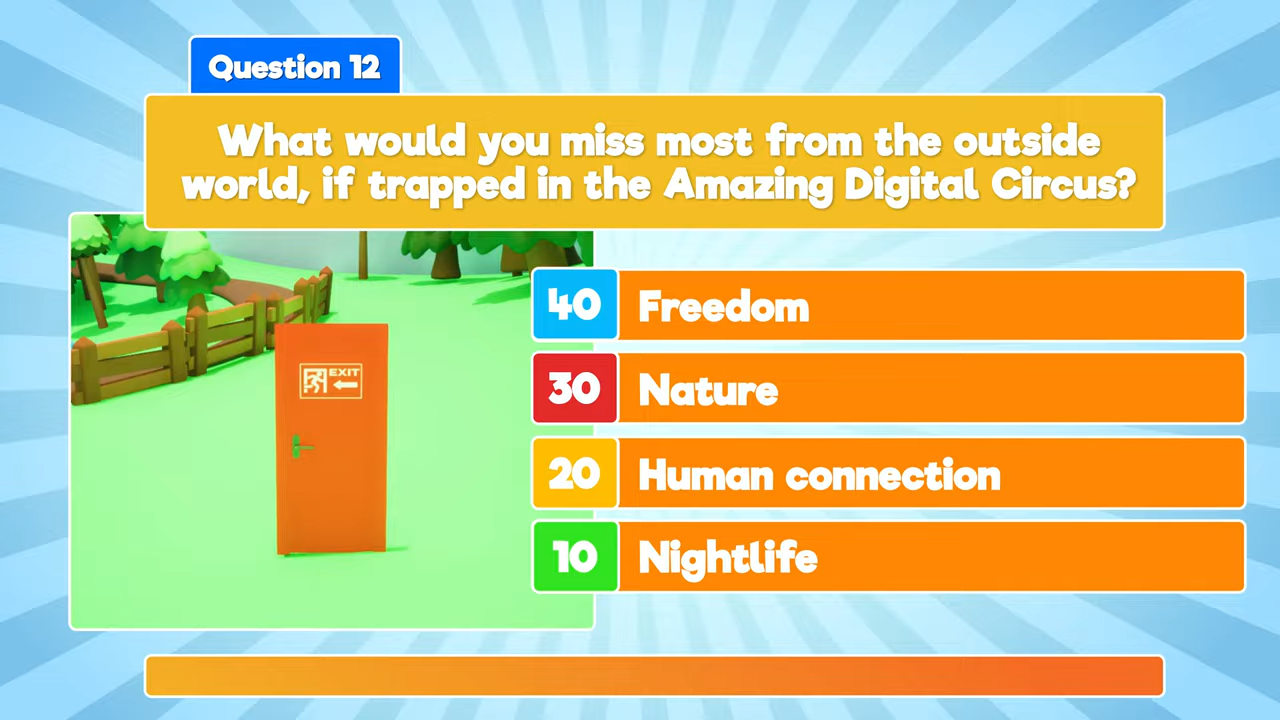 Question 12
What would you miss most from the outside
world, if trapped in the Amazing Digital Circus?
EXIT
40 Freedom
30 Nature
20 Human connection
10 Nightlife